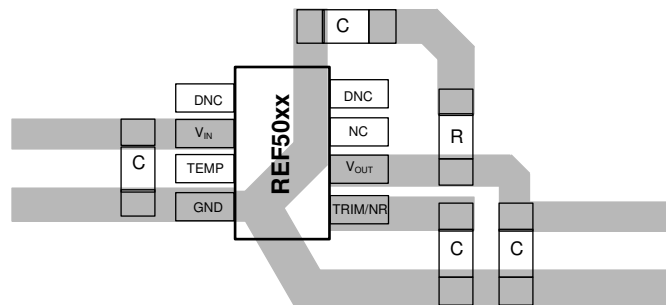 C
DNC
DNC
VIN
NC
R
C
TEMP
REF50xx
VOUT
GND
TRIM/NR
C
C